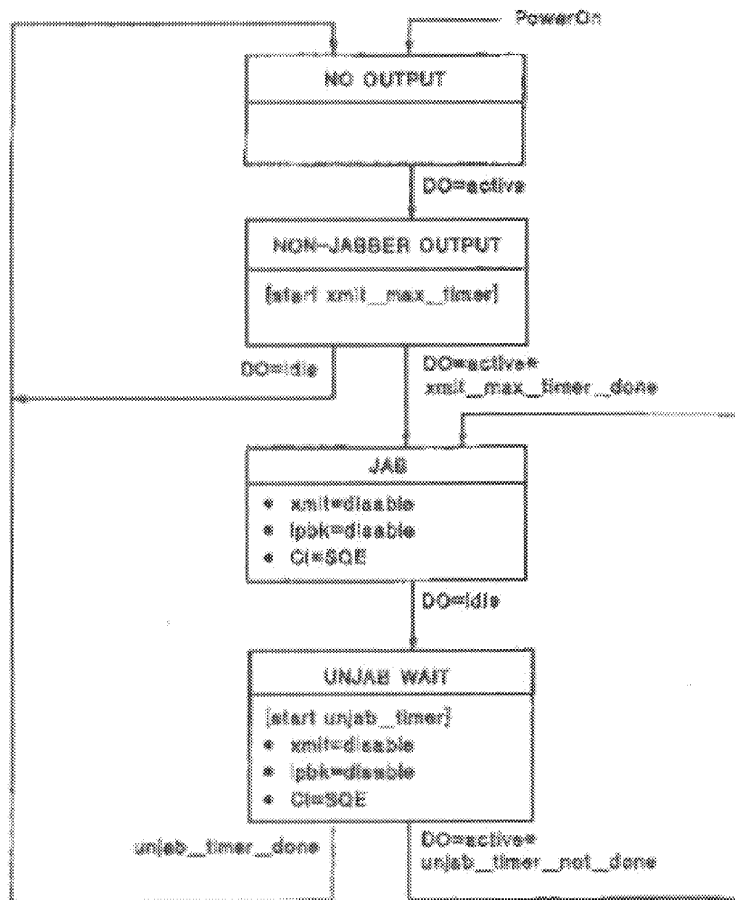 PowerOn
NO OUTPUT
DO=active
NON-JABBER OUTPUT
[start xmit_max_timer]
DO=idle
DO=active*
xmit_max_timer_done
JAB
• xmit=disable
• lpbk=disable
• CI=SQE
DO=idle
UNJAB WAIT
[start unjab_timer]
• xmit=disable
• lpbk=disable
• CI=SQE
unjab_timer_done
DO=active*
unjab_timer_not_done